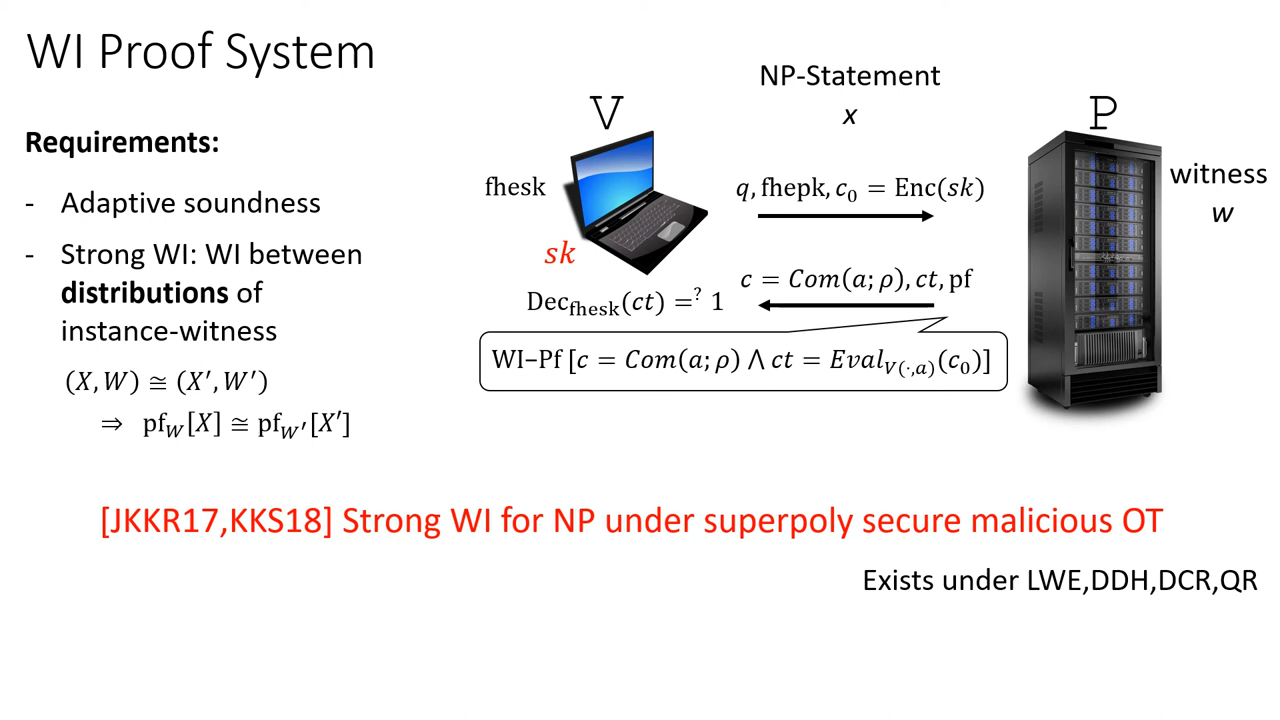 WI Proof System
NP-Statement
x
V
P
Requirements:
fhesk
q, fhepk, c₀ = Enc(sk)
witness
w
- Adaptive soundness
- Strong WI: WI between
distributions of
instance-witness
sk
c = Com(a; ρ), ct, pf
Dec_fhesk(ct) =? 1
WI–Pf [c = Com(a; ρ) ∧ ct = Eval_V(·,a)(c₀)]
(X, W) ≅ (X′, W′)
⇒ pf_W[X] ≅ pf_W′[X′]
[JKKR17,KKS18] Strong WI for NP under superpoly secure malicious OT
Exists under LWE,DDH,DCR,QR